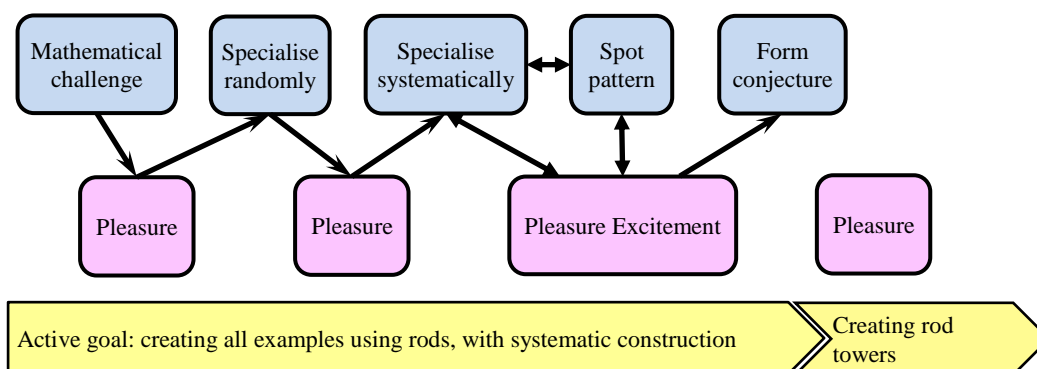 Mathematical
challenge
Specialise
randomly
Specialise
systematically
Spot
pattern
Form
conjecture
Pleasure
Pleasure
Pleasure Excitement
Pleasure
Active goal: creating all examples using rods, with systematic construction
Creating rod
towers